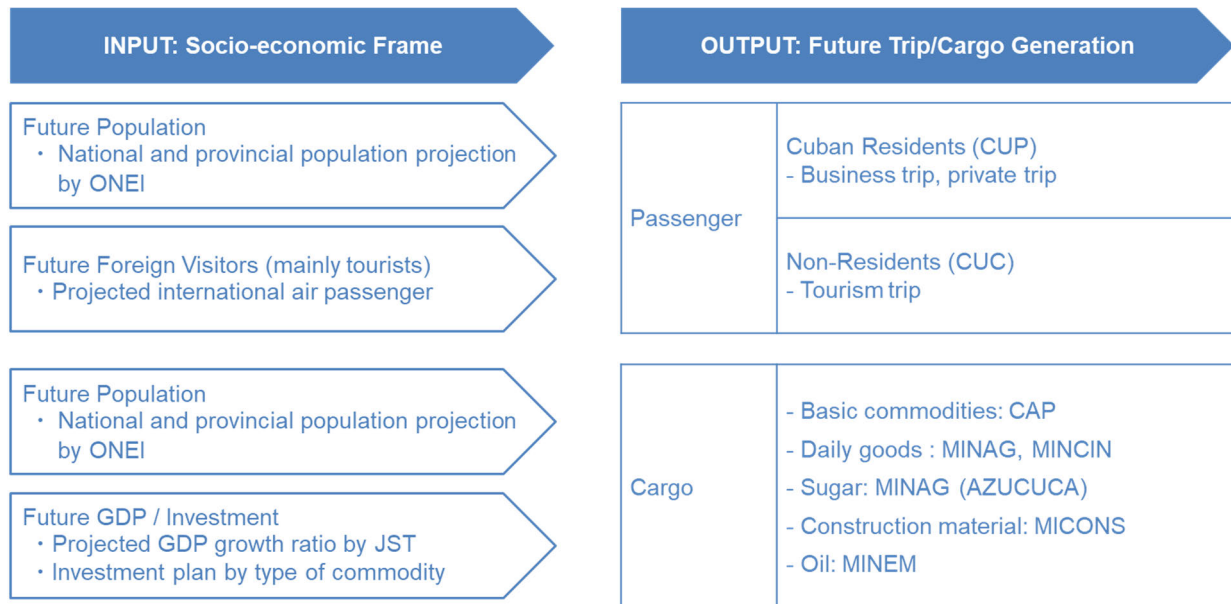 INPUT: Socio-economic Frame
OUTPUT: Future Trip/Cargo Generation
Future Population
・ National and provincial population projection
by ONEI
Future Foreign Visitors (mainly tourists)
・ Projected international air passenger
Passenger
Cuban Residents (CUP)
- Business trip, private trip
Non-Residents (CUC)
- Tourism trip
Future Population
・ National and provincial population projection
by ONEI
Future GDP / Investment
・ Projected GDP growth ratio by JST
・ Investment plan by type of commodity
Cargo
- Basic commodities: CAP
- Daily goods : MINAG, MINCIN
- Sugar: MINAG (AZUCUCA)
- Construction material: MICONS
- Oil: MINEM